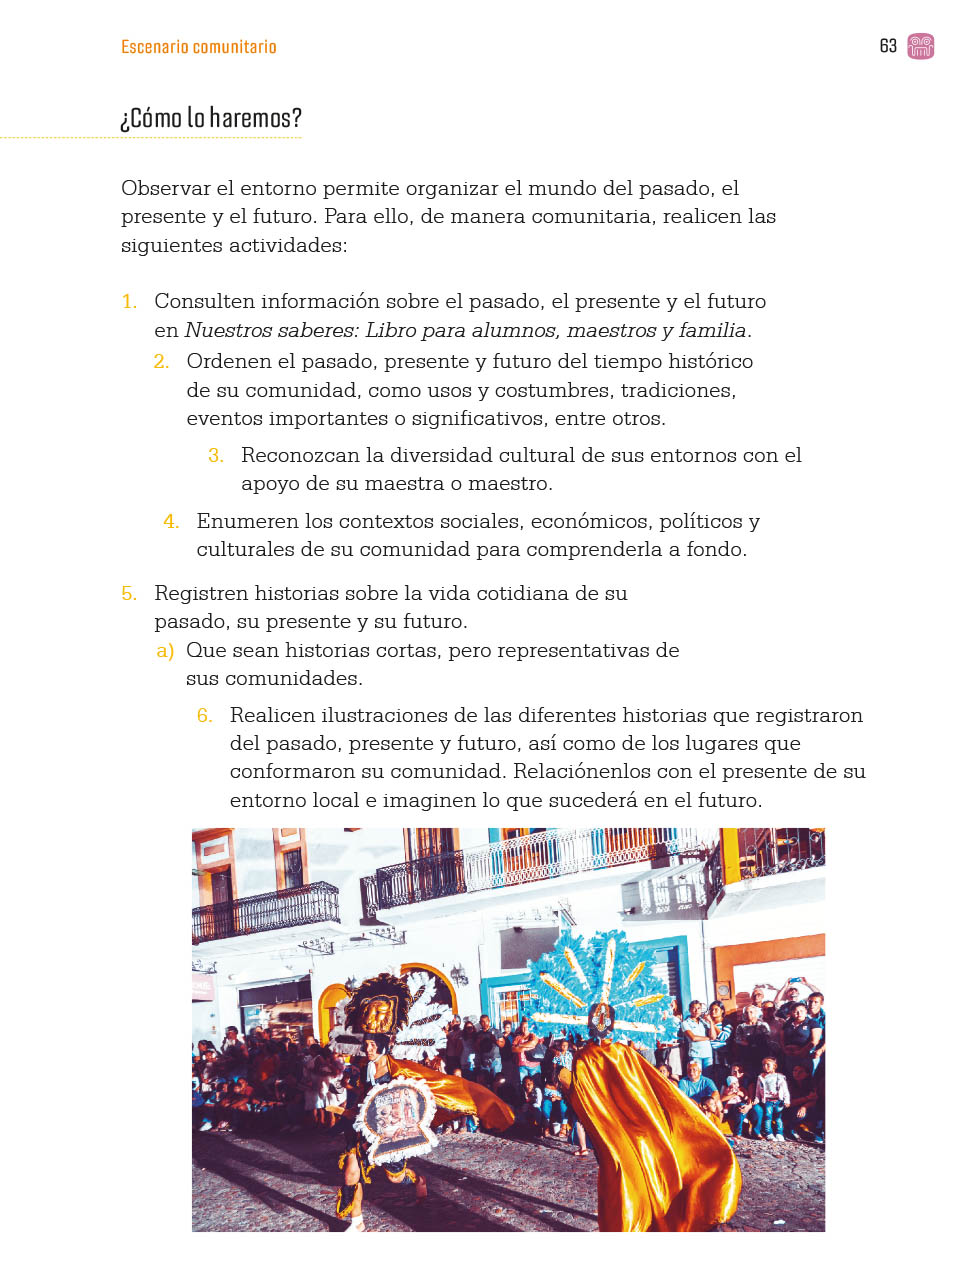 Escenario comunitario
63
¿Cómo lo haremos?
Observar el entorno permite organizar el mundo del pasado, el
presente y el futuro. Para ello, de manera comunitaria, realicen las
siguientes actividades:
1. Consulten información sobre el pasado, el presente y el futuro
en Nuestros saberes: Libro para alumnos, maestros y familia.
2. Ordenen el pasado, presente y futuro del tiempo histórico
de su comunidad, como usos y costumbres, tradiciones,
eventos importantes o significativos, entre otros.
3. Reconozcan la diversidad cultural de sus entornos con el
apoyo de su maestra o maestro.
4. Enumeren los contextos sociales, económicos, políticos y
culturales de su comunidad para comprenderla a fondo.
5. Registren historias sobre la vida cotidiana de su
pasado, su presente y su futuro.
a) Que sean historias cortas, pero representativas de
sus comunidades.
6. Realicen ilustraciones de las diferentes historias que registraron
del pasado, presente y futuro, así como de los lugares que
conformaron su comunidad. Relaciónenlos con el presente de su
entorno local e imaginen lo que sucederá en el futuro.